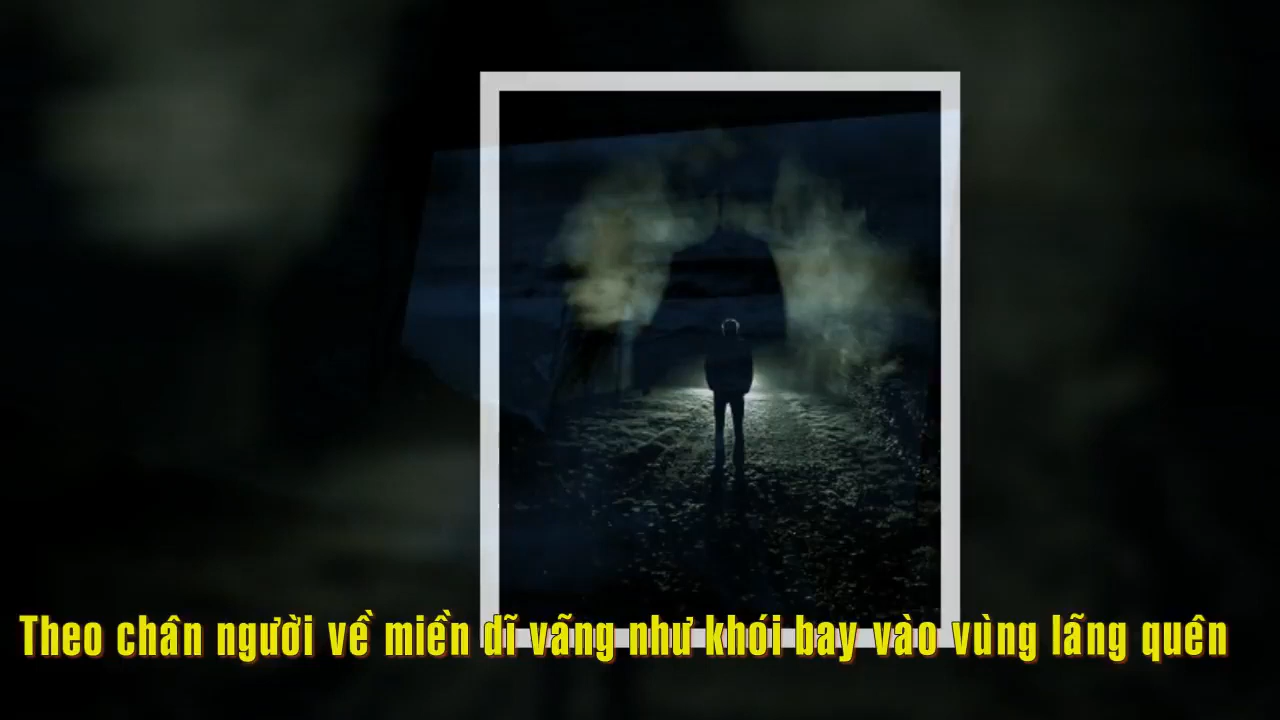 Theo chân người về miền dĩ vãng như khói bay vào vùng lãng quên